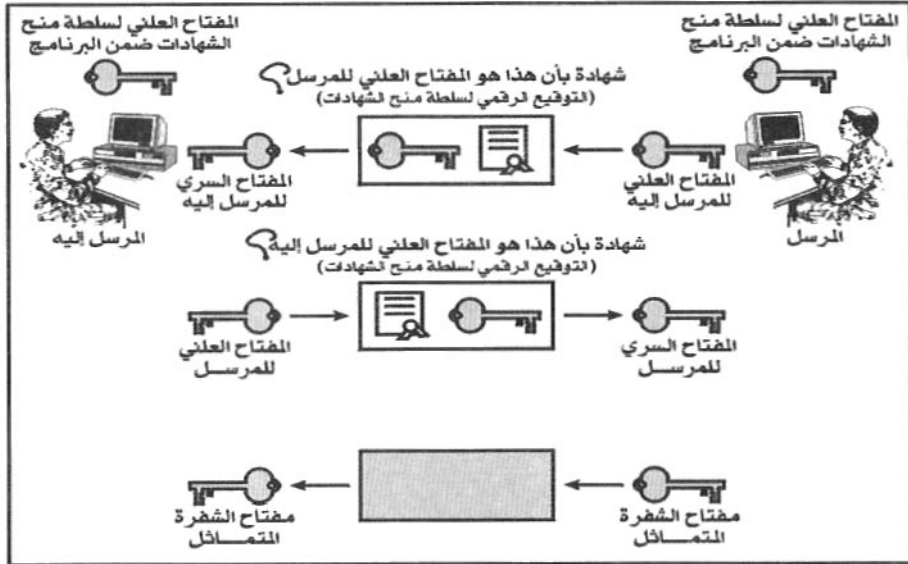 المفتاح العلني لسلطة منح
الشهادات ضمن البرنامج
المفتاح العلني لسلطة منح
الشهادات ضمن البرنامج
شهادة بأن هذا هو المفتاح العلني للمرسل
(التوقيع الرقمي لسلطة منح الشهادات)
المفتاح العلني
للمرسل إليه
المفتاح السري
للمرسل إليه
المرسل
المرسل إليه
شهادة بأن هذا هو المفتاح العلني للمرسل إليه
(التوقيع الرقمي لسلطة منح الشهادات)
المفتاح السري
للمرسل
المفتاح العلني
للمرسل
مفتاح الشفرة
المتماثل
مفتاح الشفرة
المتماثل